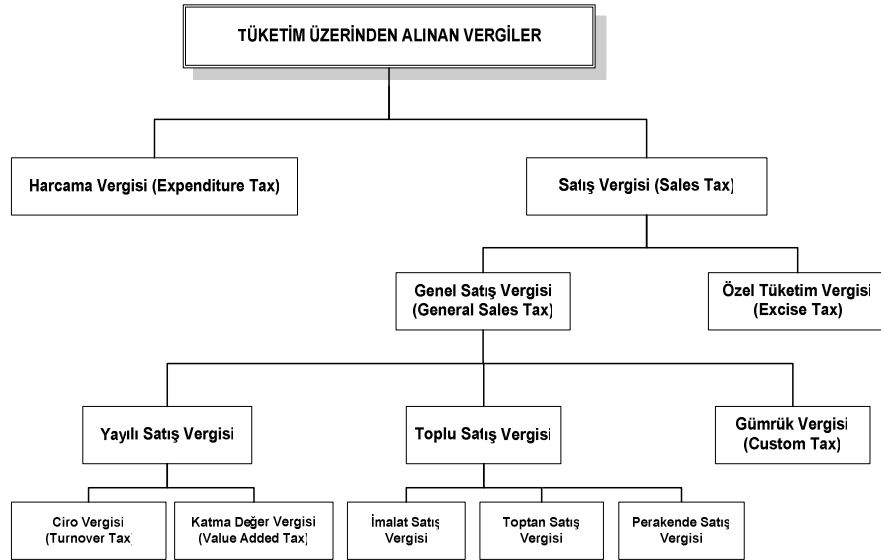 TÜKETİM ÜZERİNDEN ALINAN VERGİLER
Harcama Vergisi (Expenditure Tax)
Satış Vergisi (Sales Tax)
Genel Satış Vergisi
(General Sales Tax)
Özel Tüketim Vergisi
(Excise Tax)
Yayılı Satış Vergisi
Toplu Satış Vergisi
Gümrük Vergisi
(Custom Tax)
Ciro Vergisi
(Turnover Tax)
Katma Değer Vergisi
(Value Added Tax)
İmalat Satış
Vergisi
Toptan Satış
Vergisi
Perakende Satış
Vergisi